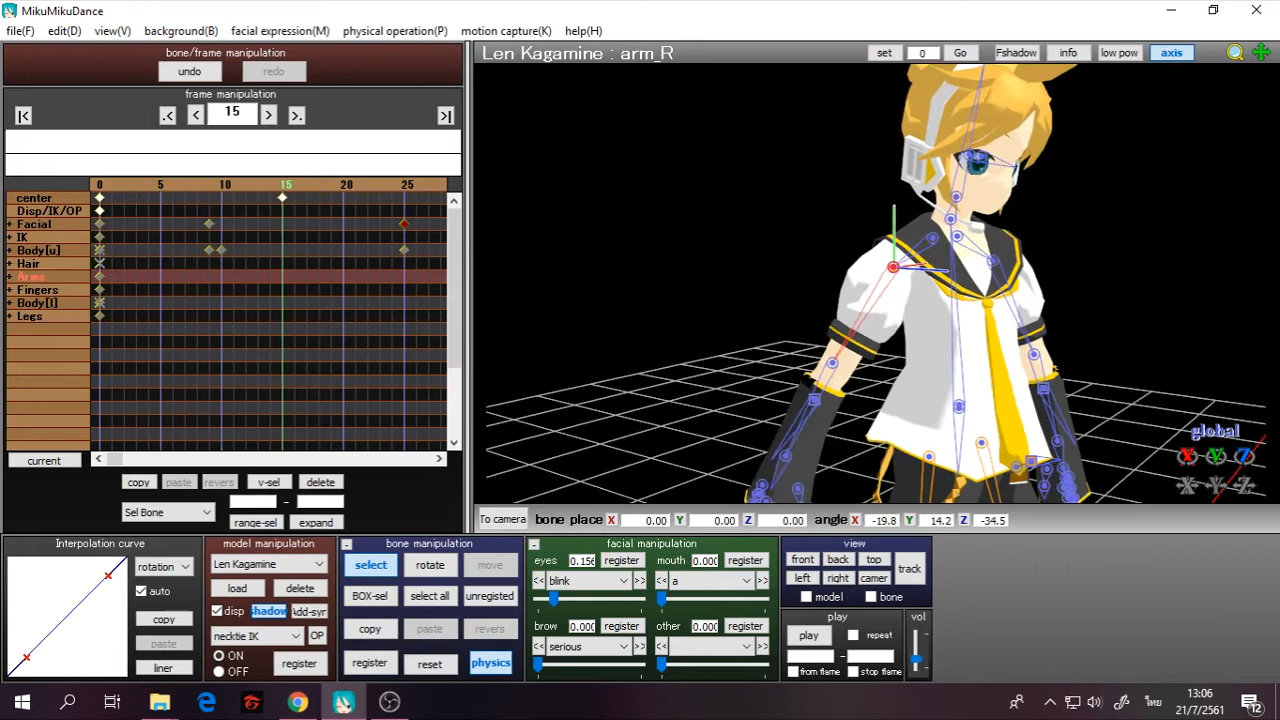 MikuMikuDance
file(F) edit(D) view(V) background(B) facial expression(M) physical operation(P) motion capture(K) help(H)
bone/frame manipulation
undo redo
frame manipulation
|< .< < 15 > >. >|
0 5 10 15 20 25
center
Disp/IK/OP
+ Facial
+ IK
+ Body[u]
+ Hair
+ Arms
+ Fingers
+ Body[l]
+ Legs
current
copy paste revers v-sel delete
Sel Bone -
range-sel expand
Len Kagamine : arm_R set 0 Go Fshadow info low pow axis
global
X Y Z
X Y Z
To camera bone place X 0.00 Y 0.00 Z 0.00 angle X -19.8 Y 14.2 Z -34.5
Interpolation curve
rotation
auto
copy
paste
liner
model manipulation
Len Kagamine
load delete
disp shadow Add-syn
necktie IK OP
ON
OFF
register
- bone manipulation
select rotate move
BOX-sel select all unregisted
copy paste revers
register reset physics
- facial manipulation
eyes 0.156 register mouth 0.000 register
<< blink >> << a >>
brow 0.000 register other 0.000 register
<< serious >> << >>
view
front back top
left right camer
track
model bone
play
play repeat
-
from flame stop flame
vol
13:06
ไทย
21/7/2561
12